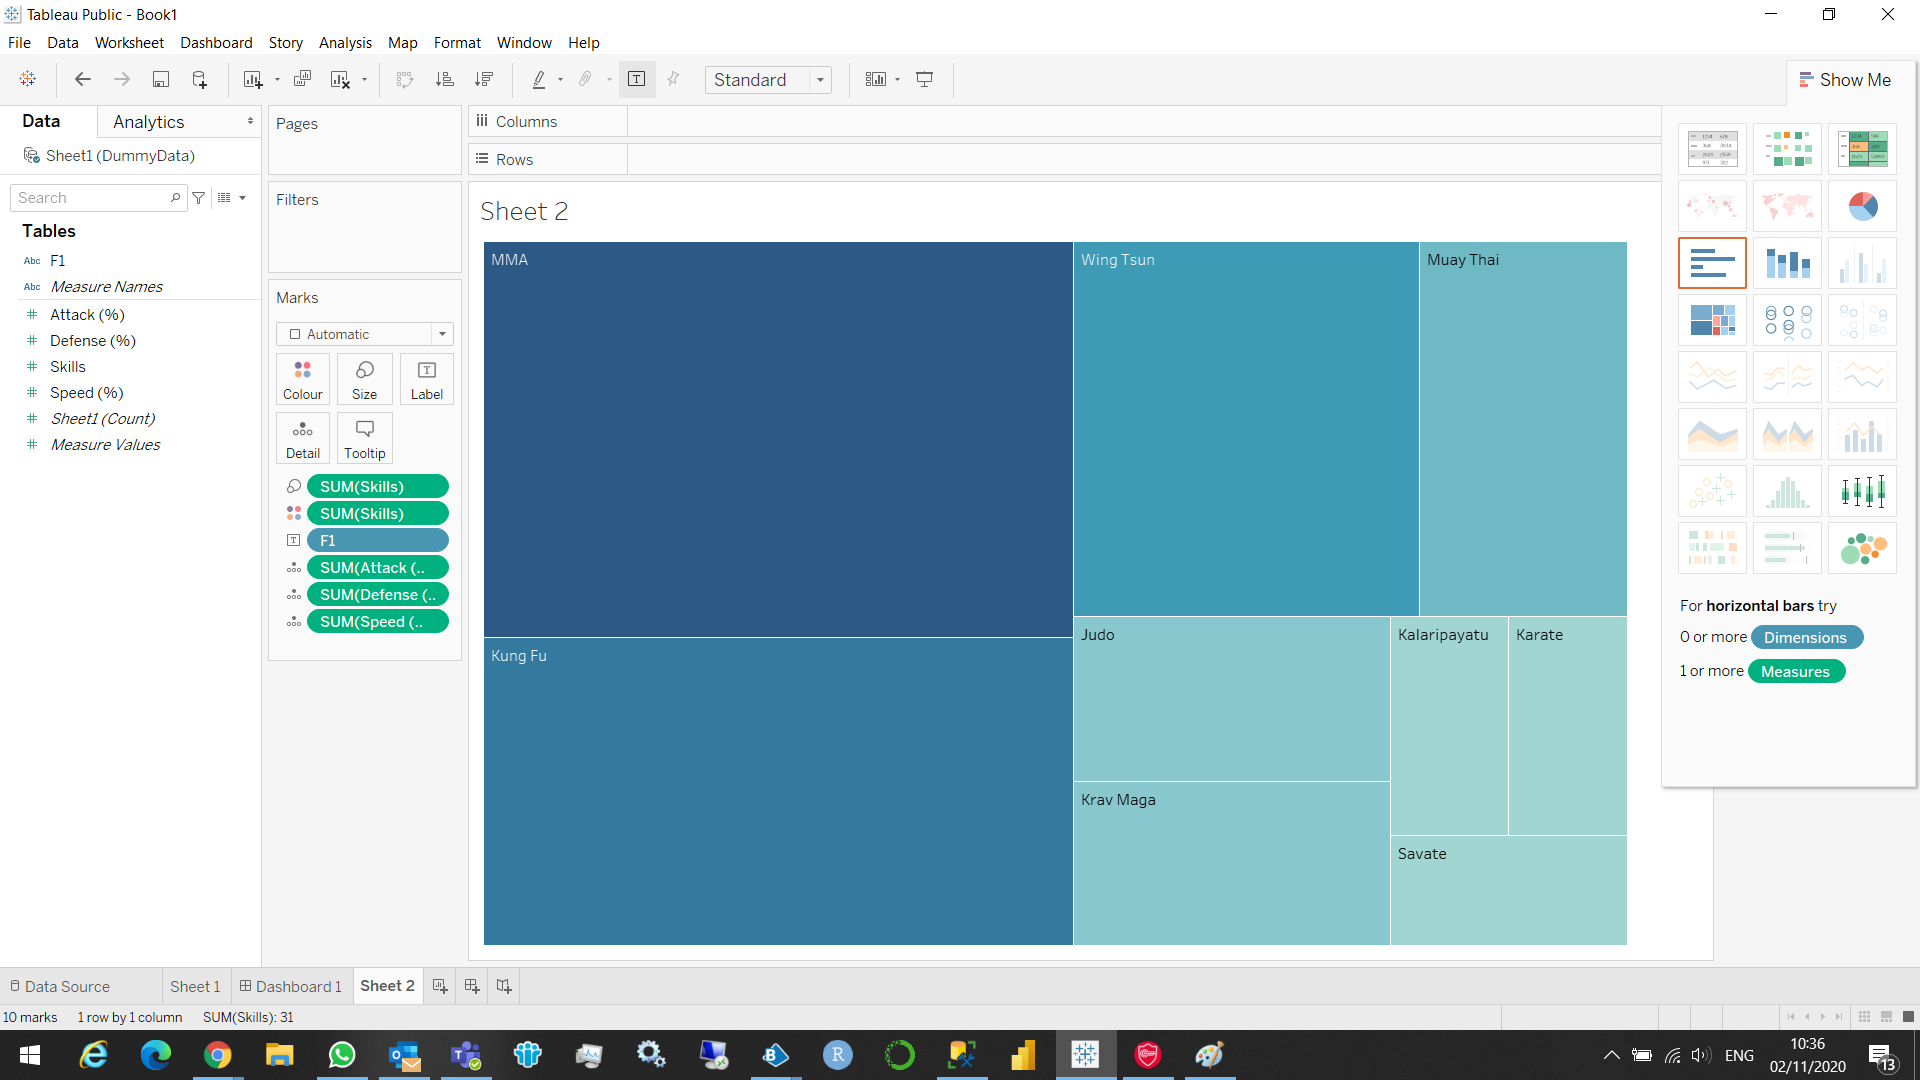 Tableau Public - Book1
File Data Worksheet Dashboard Story Analysis Map Format Window Help
Standard
Show Me
Data Analytics
Sheet1 (DummyData)
Search
Tables
Abc F1
Abc Measure Names
Attack (%)
Defense (%)
Skills
Speed (%)
Sheet1 (Count)
Measure Values
Pages
Filters
Marks
Automatic
Colour Size Label
Detail Tooltip
SUM(Skills)
SUM(Skills)
F1
SUM(Attack (..
SUM(Defense (..
SUM(Speed (..
Columns
Rows
Sheet 2
MMA
Wing Tsun
Muay Thai
Kung Fu
Judo
Kalaripayatu
Karate
Krav Maga
Savate
For horizontal bars try
0 or more Dimensions
1 or more Measures
Data Source Sheet 1 Dashboard 1 Sheet 2
10 marks 1 row by 1 column SUM(Skills): 31
ENG
10:36
02/11/2020
13